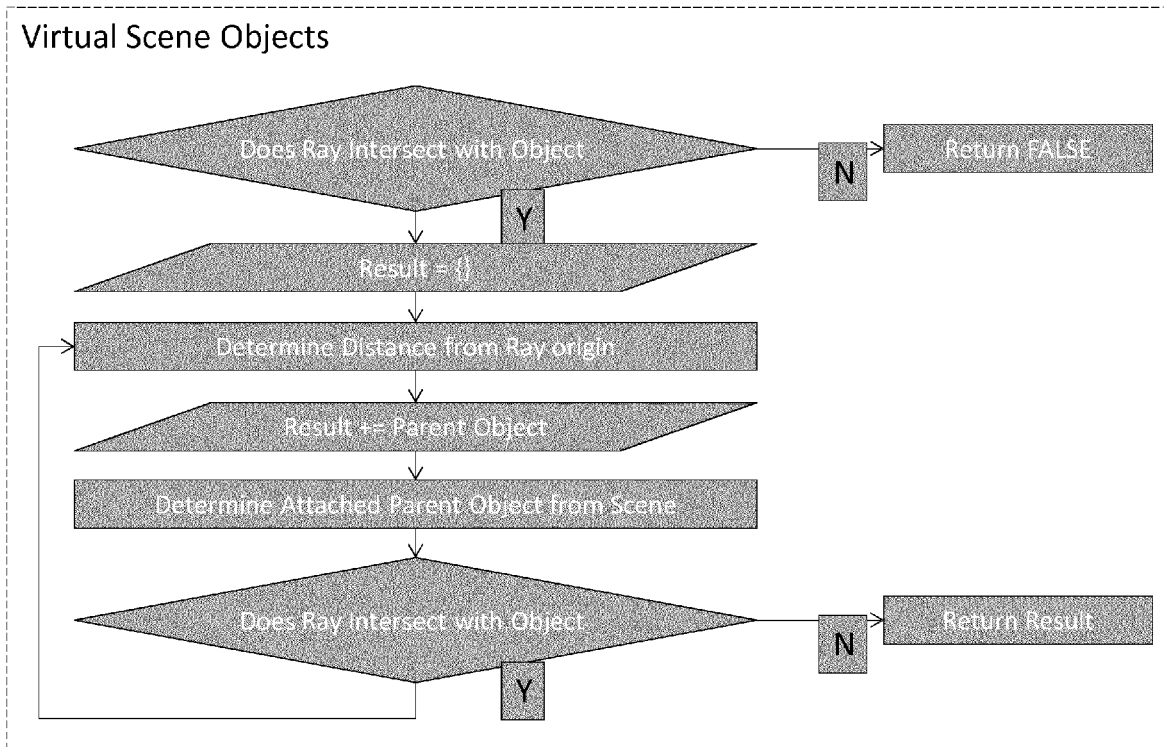 Virtual Scene Objects
Does Ray Intersect with Object
N
Return FALSE
Y
Result = {}
Determine Distance from Ray origin
Result += Parent Object
Determine Attached Parent Object from Scene
Does Ray Intersect with Object
N
Return Result
Y